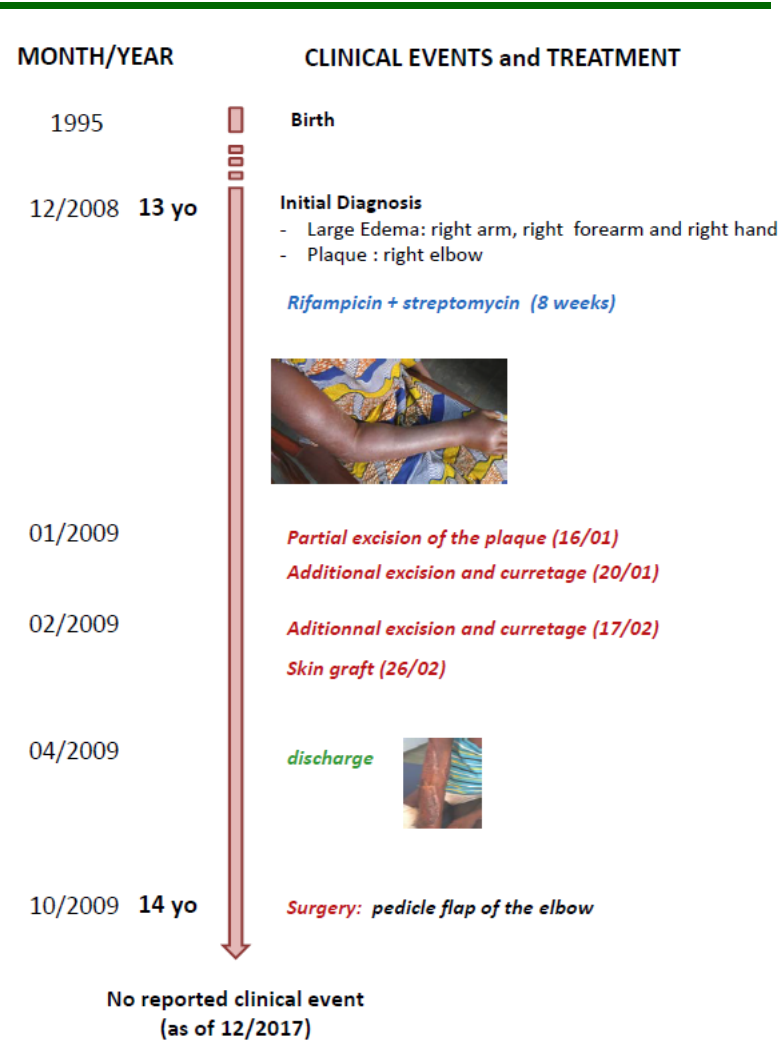 MONTH/YEAR CLINICAL EVENTS and TREATMENT
1995 Birth
12/2008 13 yo Initial Diagnosis
- Large Edema: right arm, right forearm and right hand
- Plaque : right elbow
Rifampicin + streptomycin (8 weeks)
01/2009 Partial excision of the plaque (16/01)
Additional excision and curretage (20/01)
02/2009 Aditionnal excision and curretage (17/02)
Skin graft (26/02)
04/2009 discharge
10/2009 14 yo Surgery: pedicle flap of the elbow
No reported clinical event
(as of 12/2017)